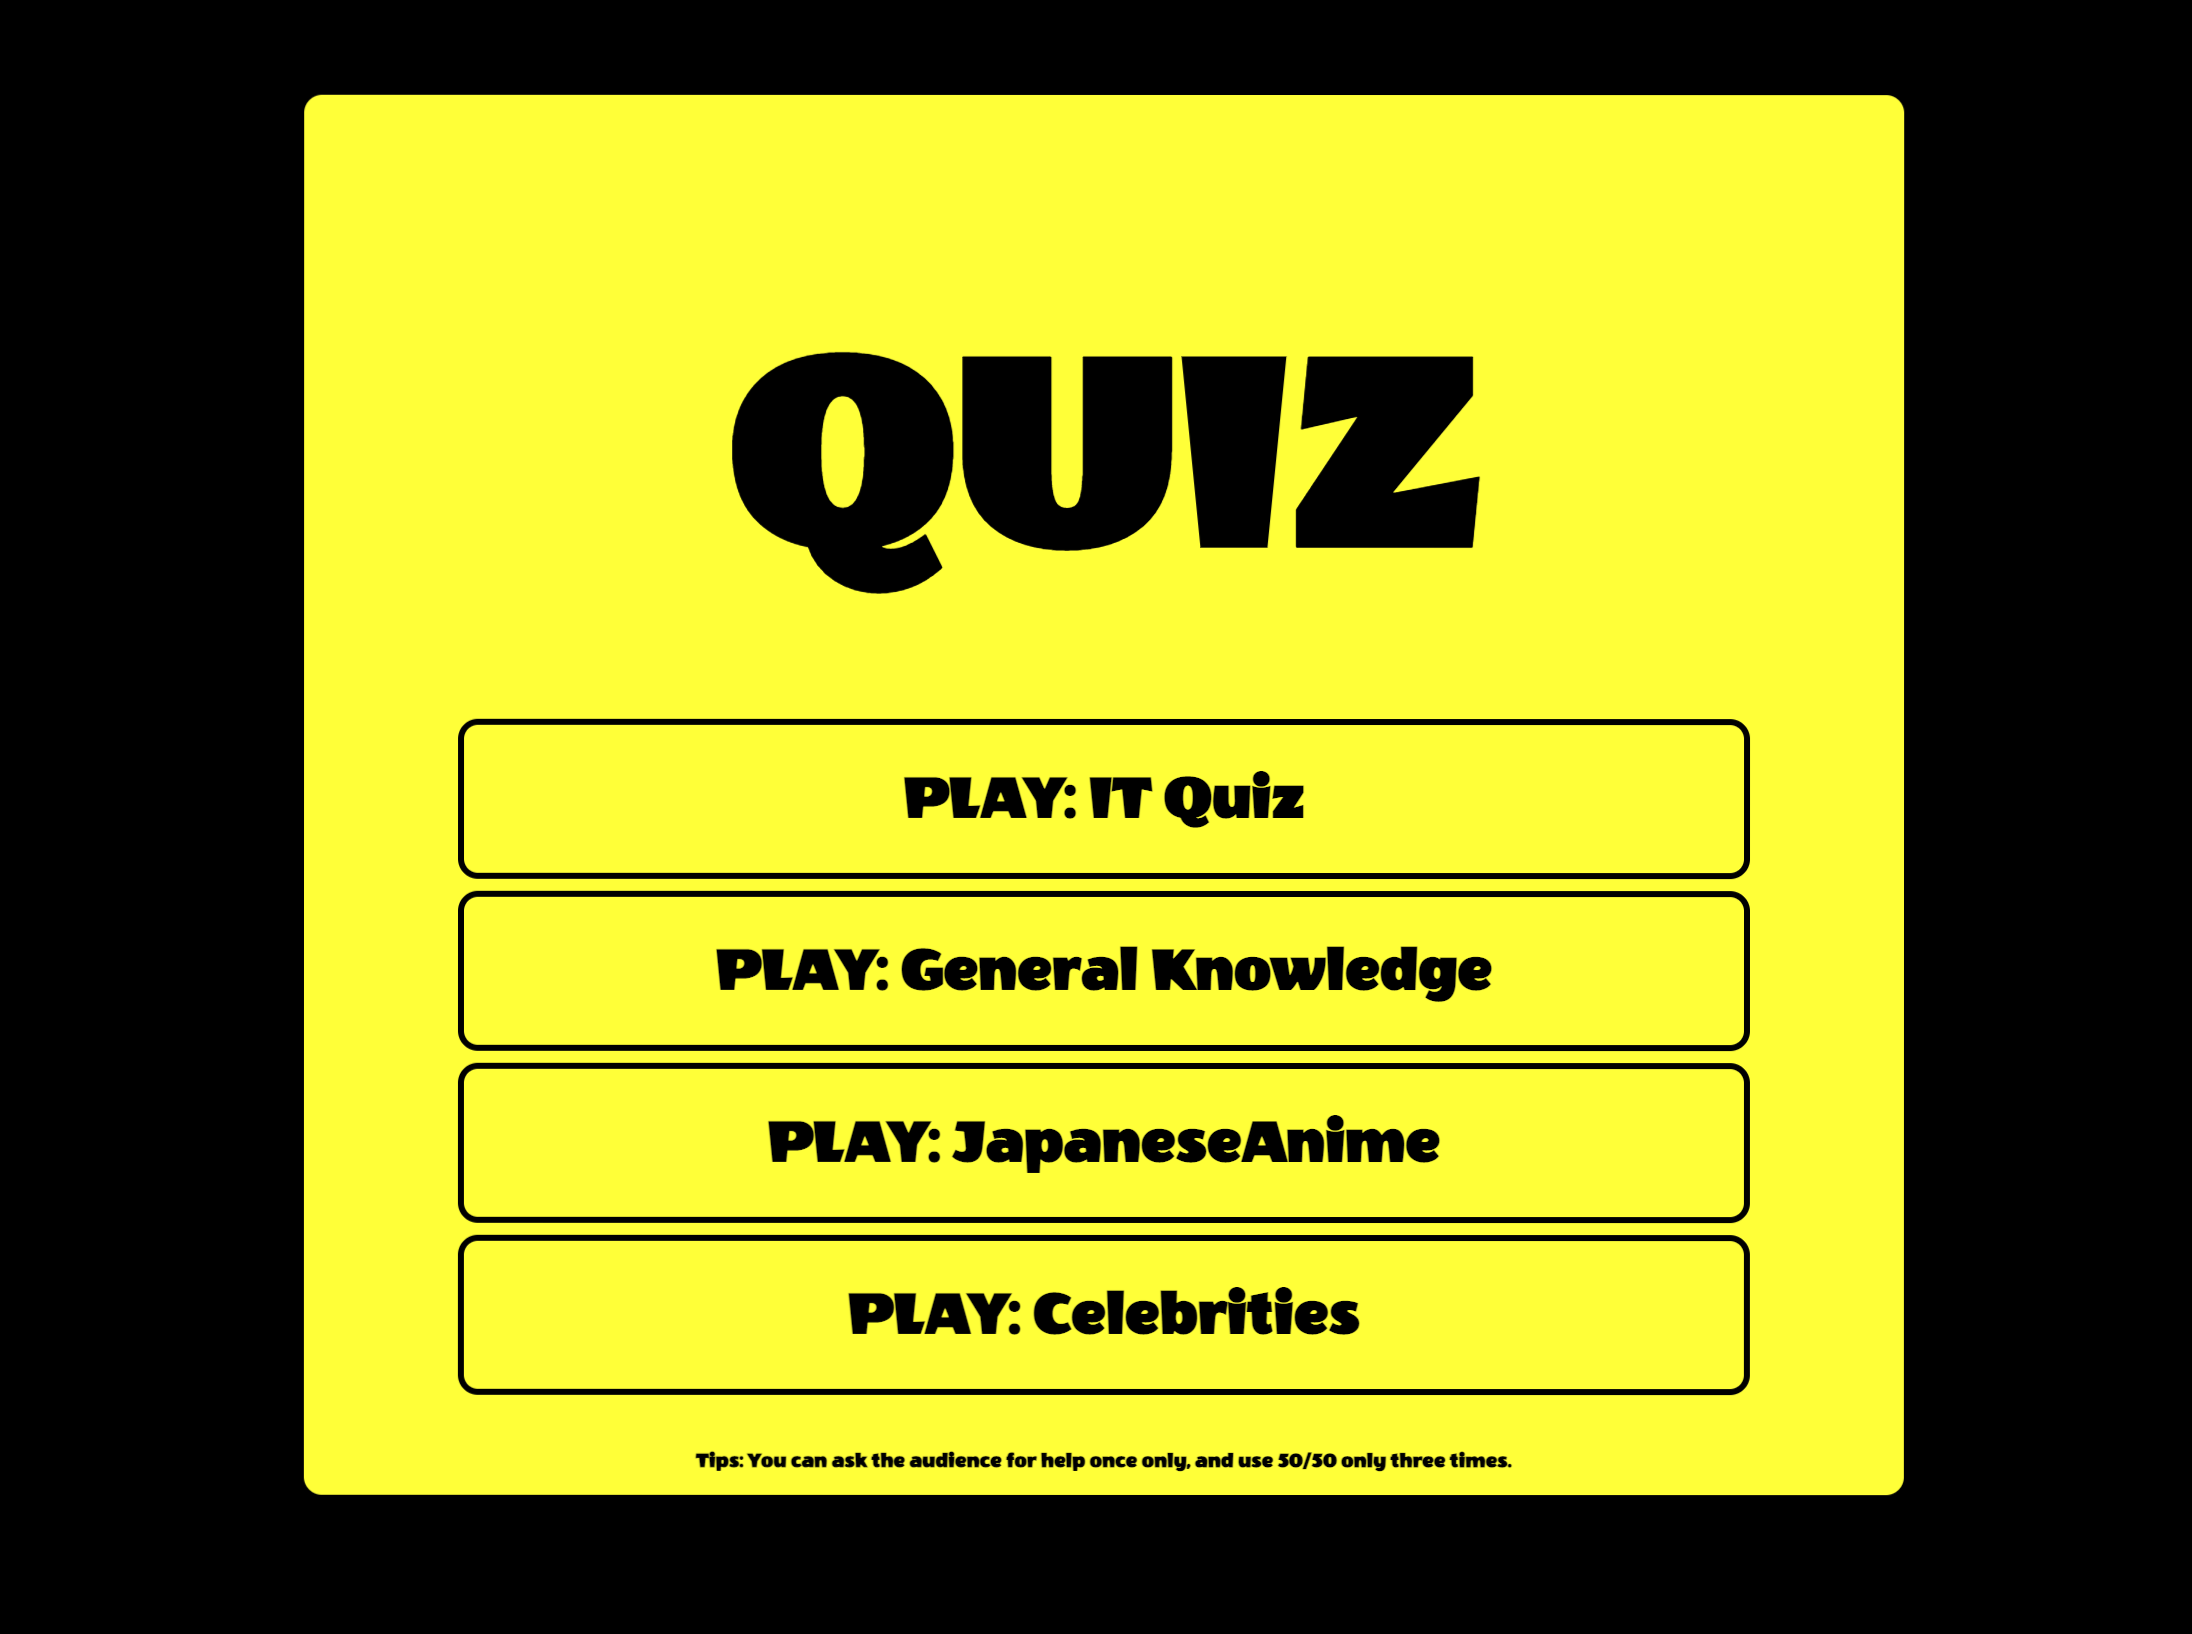 QUIZ
PLAY: IT Quiz
PLAY: General Knowledge
PLAY: JapaneseAnime
PLAY: Celebrities
Tips: You can ask the audience for help once only, and use 50/50 only three times.